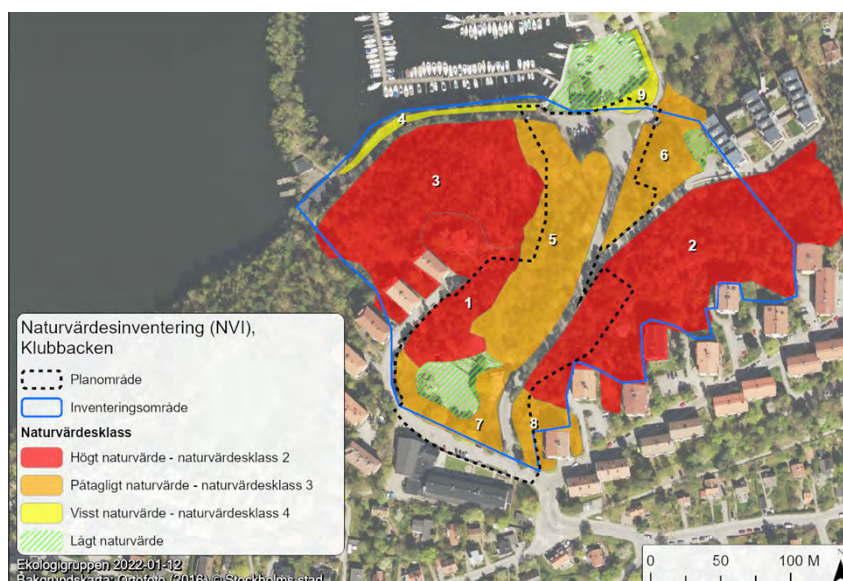 4
9
6
3
5
2
1
7
8
Naturvärdesinventering (NVI),
Klubbacken
Planområde
Inventeringsområde
Naturvärdesklass
Högt naturvärde - naturvärdesklass 2
Påtagligt naturvärde - naturvärdesklass 3
Visst naturvärde - naturvärdesklass 4
Lågt naturvärde
Ekologigruppen 2022-01-12
Bakgrundskarta: Ortofoto (2016) © Stockholms stad
0 50 100 M
N